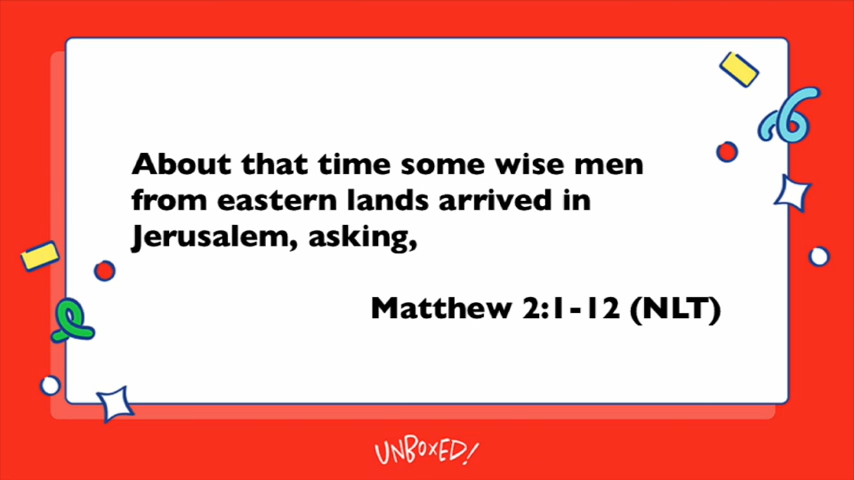 About that time some wise men
from eastern lands arrived in
Jerusalem, asking,
Matthew 2:1-12 (NLT)
UNBOXED!